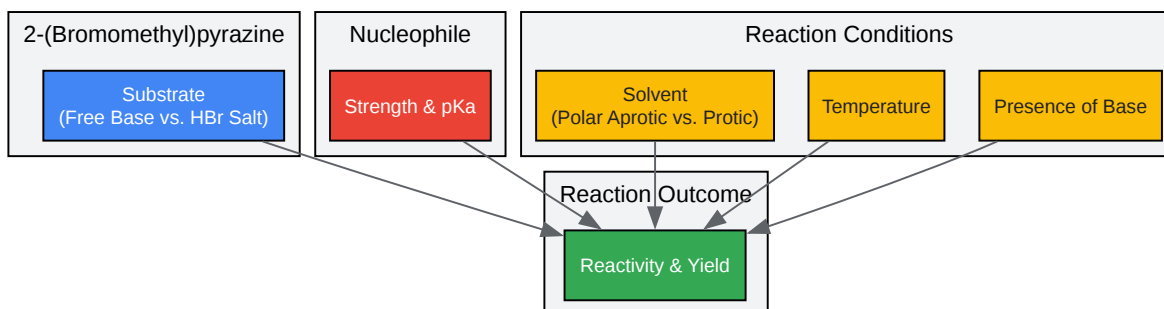 2-(Bromomethyl)pyrazine
Nucleophile
Reaction Conditions
Substrate
(Free Base vs. HBr Salt)
Strength & pKa
Solvent
(Polar Aprotic vs. Protic)
Temperature
Presence of Base
Reaction Outcome
Reactivity & Yield